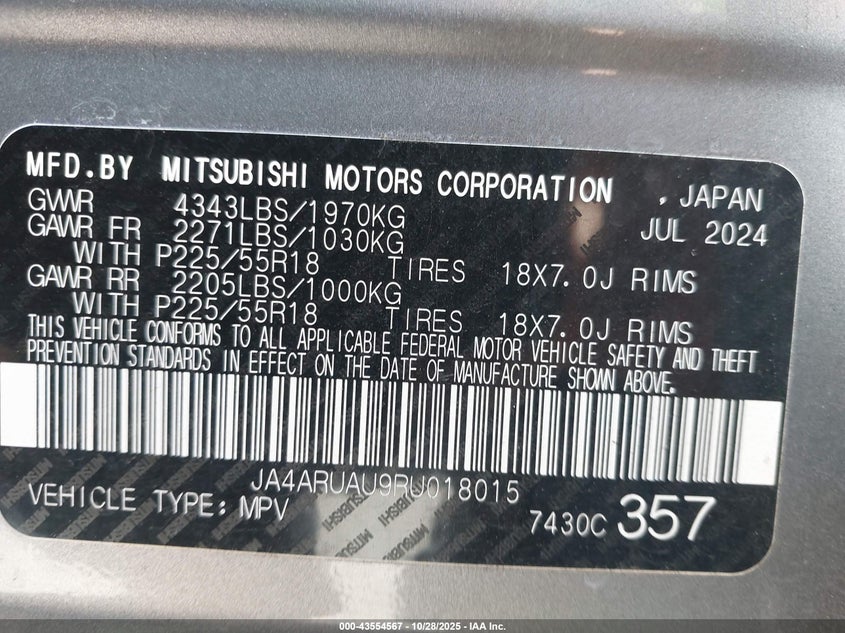 MFD.BY MITSUBISHI MOTORS CORPORATION , JAPAN
GVWR 4343LBS/1970KG JUL 2024
GAWR FR 2271LBS/1030KG
WITH P225/55R18 TIRES 18X7.0J RIMS
GAWR RR 2205LBS/1000KG
WITH P225/55R18 TIRES 18X7.0J RIMS
THIS VEHICLE CONFORMS TO ALL APPLICABLE FEDERAL MOTOR VEHICLE SAFETY AND THEFT
PREVENTION STANDARDS IN EFFECT ON THE DATE OF MANUFACTURE SHOWN ABOVE.
JA4ARUAU9RU018015
VEHICLE TYPE: MPV 7430C 357
MITSUBISHI
000-43554567 | 10/28/2025 - IAA Inc.